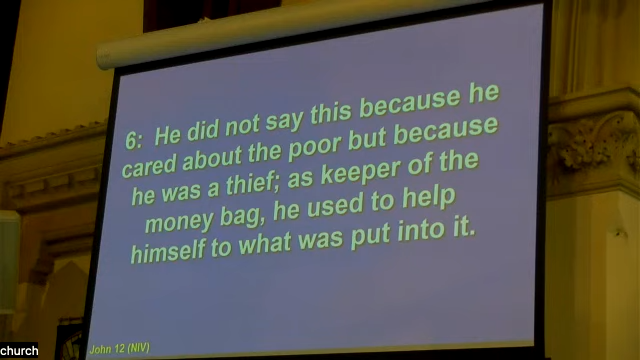 6: He did not say this because he
cared about the poor but because
he was a thief; as keeper of the
money bag, he used to help
himself to what was put into it.
John 12 (NIV)
church